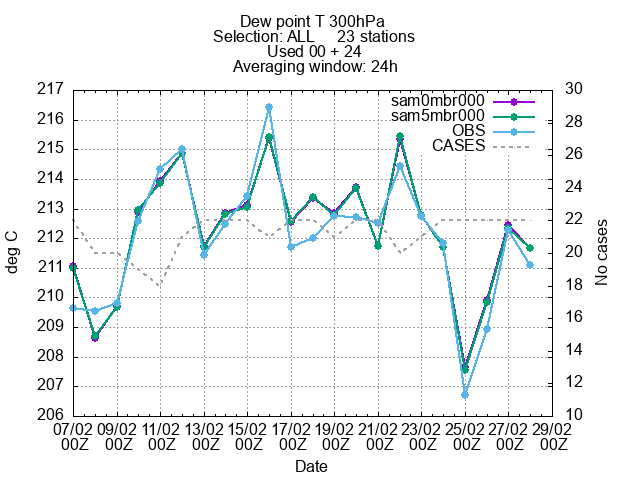 Dew point T 300hPa
Selection: ALL     23 stations
Used 00 + 24
Averaging window: 24h
217 30
216 28
215 26
214 24
213 22
212 20
211 18
210 16
209 14
208 12
207 10
206
sam0mbr000
sam5mbr000
OBS
CASES
deg C
No cases
07/02 09/02 11/02 13/02 15/02 17/02 19/02 21/02 23/02 25/02 27/02 29/02
00Z 00Z 00Z 00Z 00Z 00Z 00Z 00Z 00Z 00Z 00Z 00Z
Date